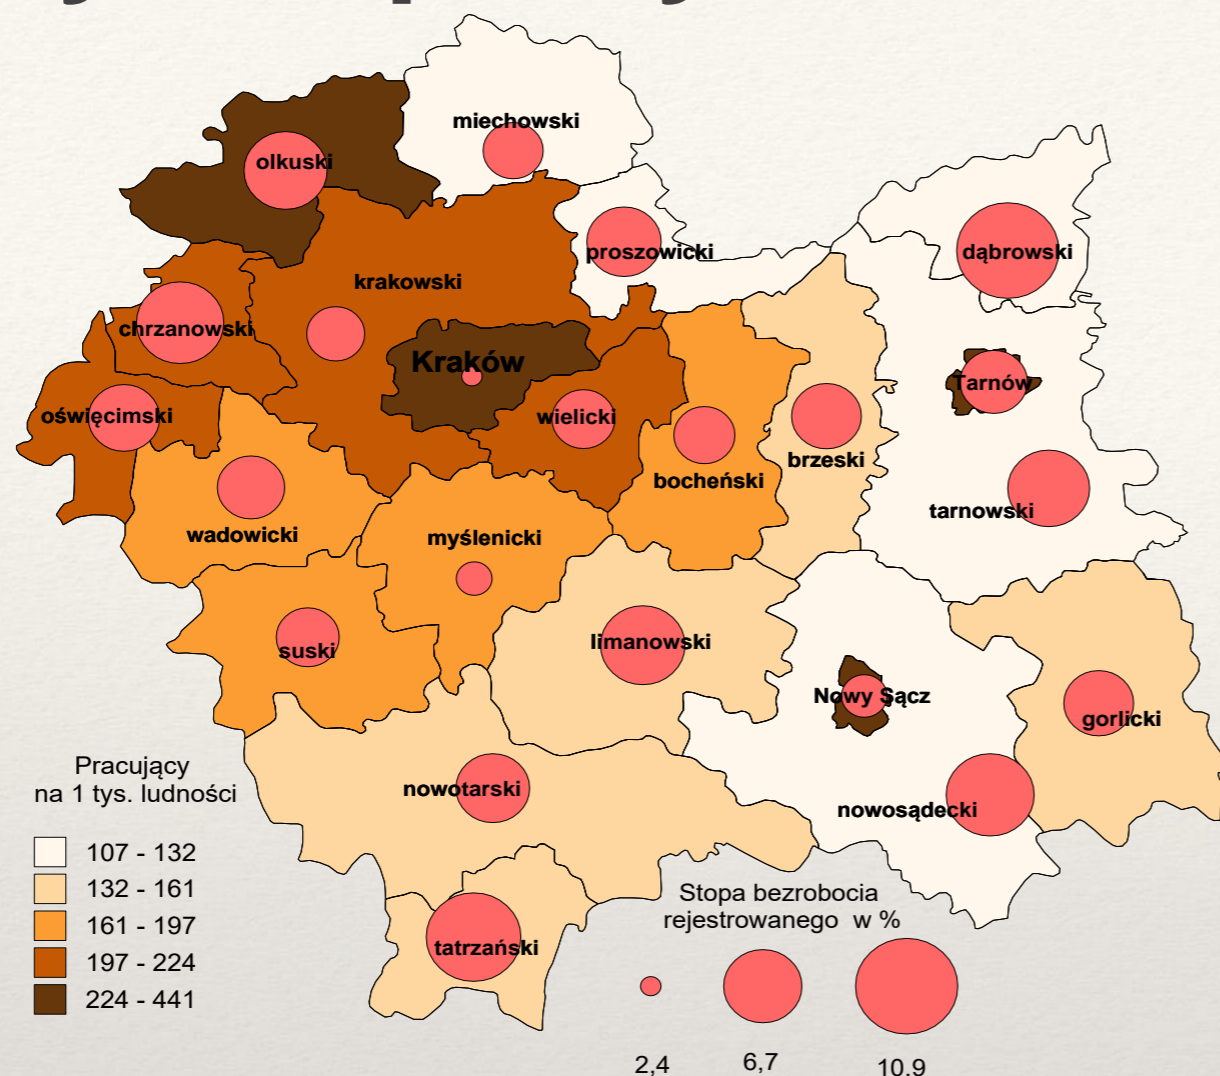 miechowski
olkuski
proszowicki
dąbrowski
krakowski
chrzanowski
Kraków
Tarnów
oświęcimski
wielicki
brzeski
bocheński
tarnowski
wadowicki
myślenicki
limanowski
suski
Nowy Sącz
gorlicki
nowotarski
nowosądecki
tatrzański
Pracujący
na 1 tys. ludności
107 - 132
132 - 161
161 - 197
197 - 224
224 - 441
Stopa bezrobocia
rejestrowanego w %
2,4
6,7
10,9